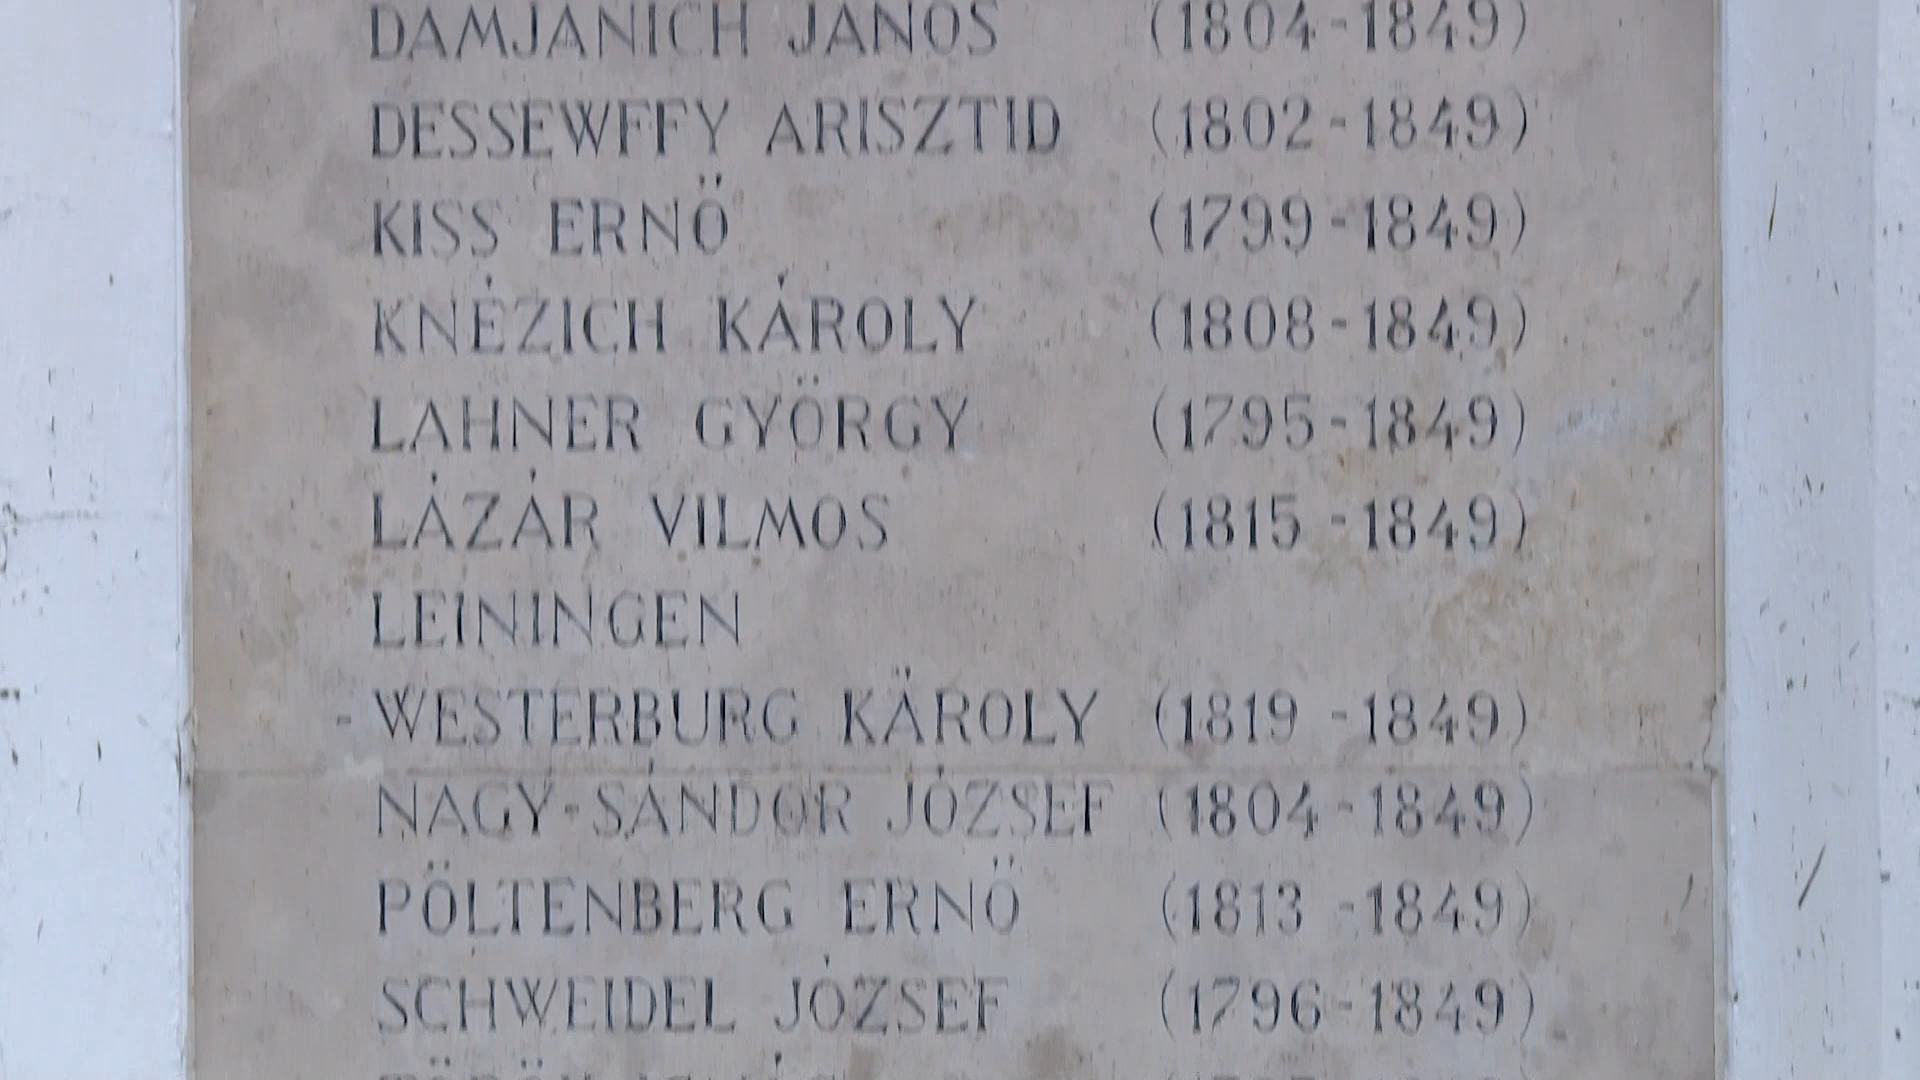 DAMJANICH JÁNOS (1804-1849)
DESSEWFFY ARISZTID (1802-1849)
KISS ERNŐ (1799-1849)
KNÉZICH KÁROLY (1808-1849)
LAHNER GYÖRGY (1795-1849)
LÁZÁR VILMOS (1815-1849)
LEININGEN
-WESTERBURG KÄROLY (1819-1849)
NAGY-SÁNDOR JÓZSEF (1804-1849)
PÖLTENBERG ERNŐ (1813-1849)
SCHWEIDEL JÓZSEF (1796-1849)